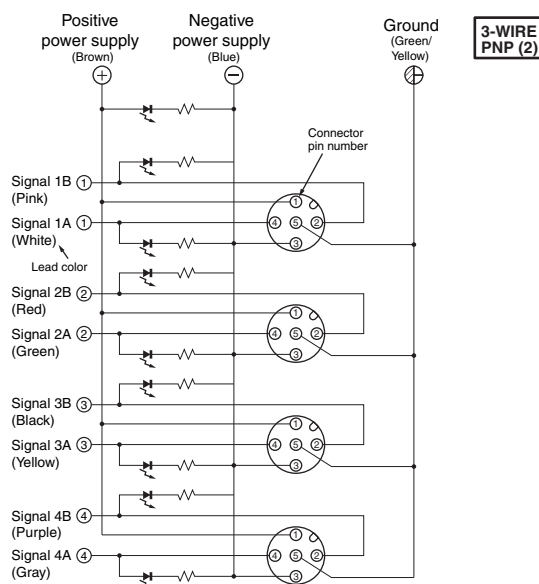 Positive
power supply
(Brown)
+
Negative
power supply
(Blue)
−
Ground
(Green/
Yellow)
3-WIRE
PNP (2)
Connector
pin number
Signal 1B 1
(Pink)
Signal 1A 1
(White)
Lead color
1
4 5 2
3
Signal 2B 2
(Red)
Signal 2A 2
(Green)
1
4 5 2
3
Signal 3B 3
(Black)
Signal 3A 3
(Yellow)
1
4 5 2
3
Signal 4B 4
(Purple)
Signal 4A 4
(Gray)
1
4 5 2
3